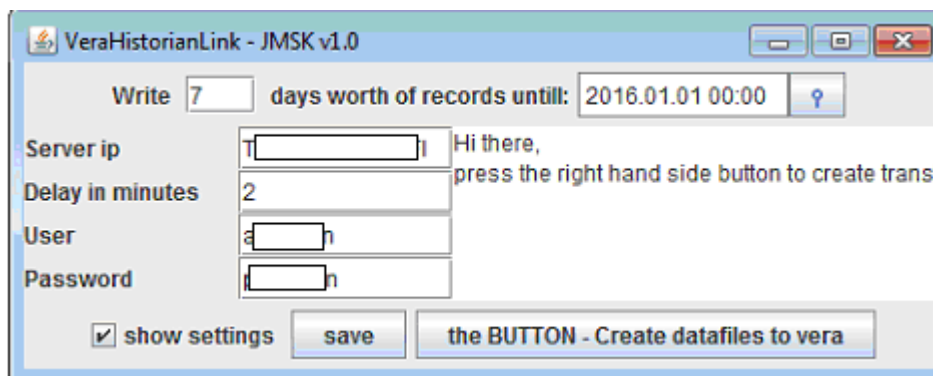 VeraHistorianLink - JMSK v1.0
Write 7 days worth of records untill: 2016.01.01 00:00
Server ip
Hi there,
press the right hand side button to create trans
Delay in minutes 2
User
Password
show settings save the BUTTON - Create datafiles to vera